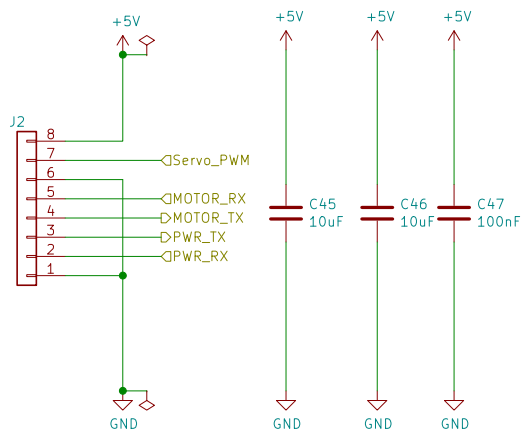 +5V
+5V
+5V
+5V
J2
8
7
Servo_PWM
6
5
MOTOR_RX
4
MOTOR_TX
3
PWR_TX
2
PWR_RX
1
C45
10uF
C46
10uF
C47
100nF
GND
GND
GND
GND